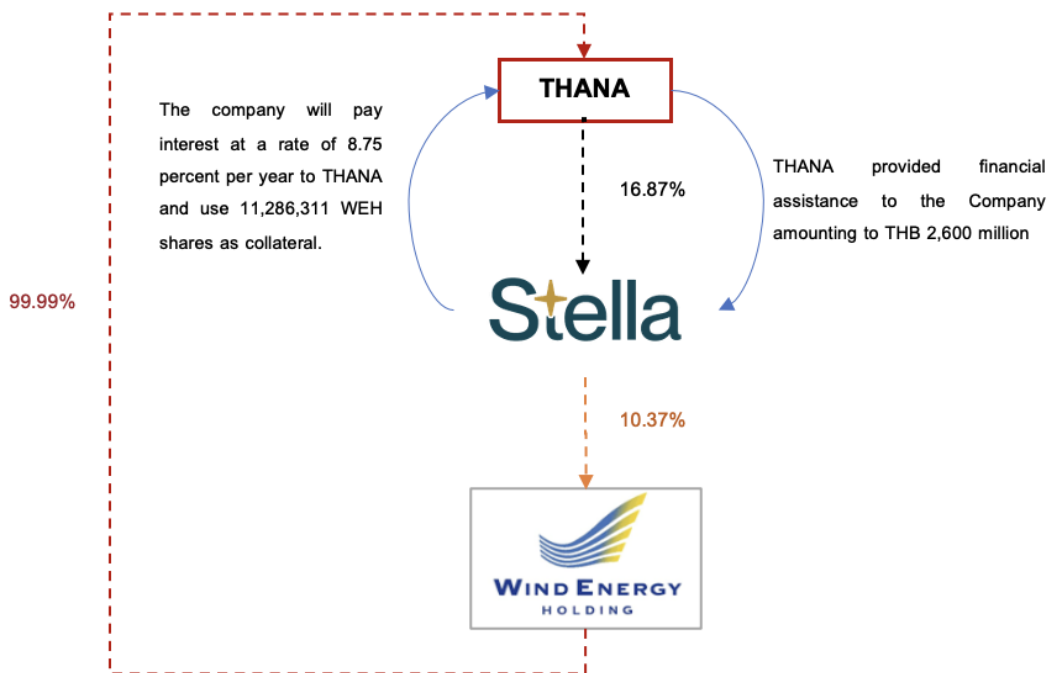 THANA
The company will pay
interest at a rate of 8.75
percent per year to THANA
and use 11,286,311 WEH
shares as collateral.
16.87%
THANA provided financial
assistance to the Company
amounting to THB 2,600 million
99.99%
Stella
10.37%
WIND ENERGY
HOLDING